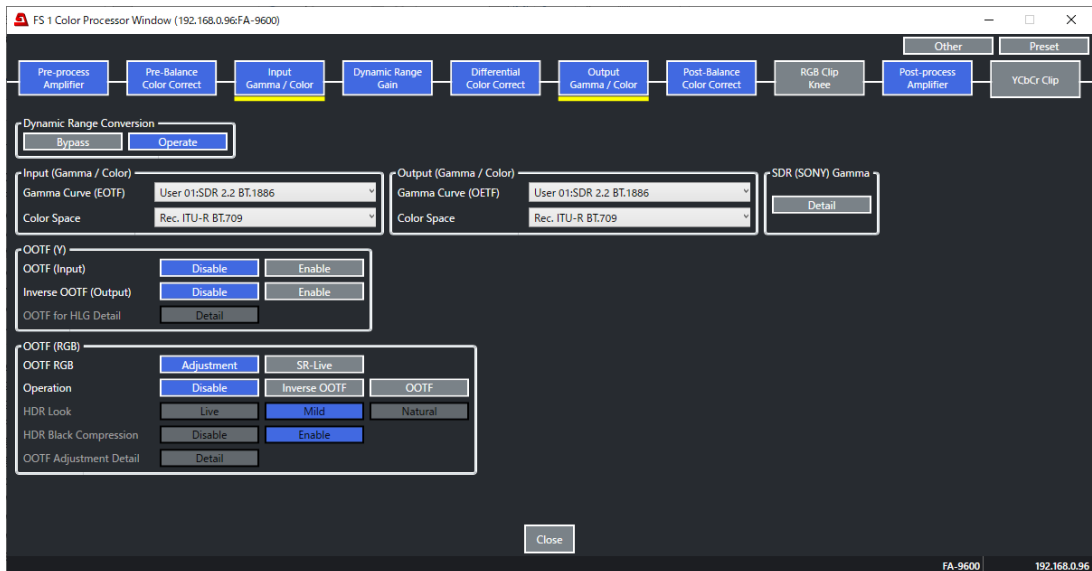 FS 1 Color Processor Window (192.168.0.96:FA-9600)
Other
Preset
Pre-process
Amplifier
Pre-Balance
Color Correct
Input
Gamma / Color
Dynamic Range
Gain
Differential
Color Correct
Output
Gamma / Color
Post-Balance
Color Correct
RGB Clip
Knee
Post-process
Amplifier
YCbCr Clip
Dynamic Range Conversion
Bypass
Operate
Input (Gamma / Color)
Gamma Curve (EOTF)
User 01:SDR 2.2 BT.1886
Color Space
Rec. ITU-R BT.709
Output (Gamma / Color)
Gamma Curve (OETF)
User 01:SDR 2.2 BT.1886
Color Space
Rec. ITU-R BT.709
SDR (SONY) Gamma
Detail
OOTF (Y)
OOTF (Input)
Disable
Enable
Inverse OOTF (Output)
Disable
Enable
OOTF for HLG Detail
Detail
OOTF (RGB)
OOTF RGB
Adjustment
SR-Live
Operation
Disable
Inverse OOTF
OOTF
HDR Look
Live
Mild
Natural
HDR Black Compression
Disable
Enable
OOTF Adjustment Detail
Detail
Close
FA-9600
192.168.0.96